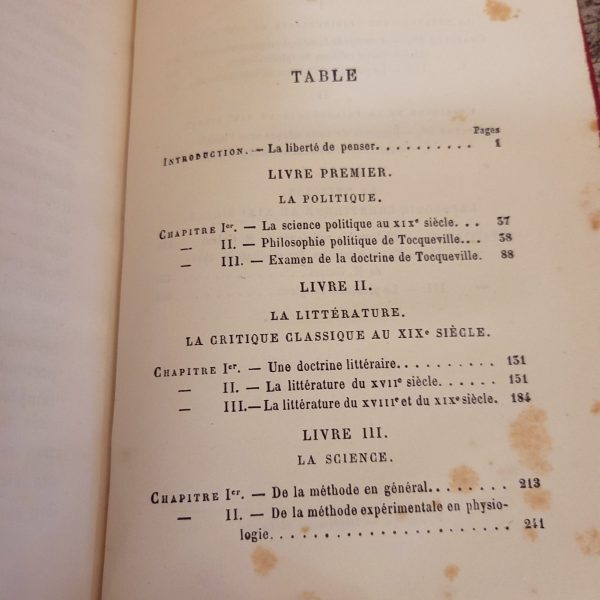 TABLE
Pages
INTRODUCTION. — La liberté de penser. . . . . . . . . . 1
LIVRE PREMIER.
LA POLITIQUE.
CHAPITRE Ier. — La science politique au XIXe siècle. . . 37
— II. — Philosophie politique de Tocqueville. . . 38
— III. — Examen de la doctrine de Tocqueville. 88
LIVRE II.
LA LITTÉRATURE.
LA CRITIQUE CLASSIQUE AU XIXe SIÈCLE.
CHAPITRE Ier. — Une doctrine littéraire. . . . . . . . . . 131
— II. — La littérature du XVIIe siècle. . . . . . 151
— III. — La littérature du XVIIIe et du XIXe siècle. 184
LIVRE III.
LA SCIENCE.
CHAPITRE Ier. — De la méthode en général. . . . . . . . 213
— II. — De la méthode expérimentale en physio-
logie. . . . . . . . . . . . . . . . . . . . 241